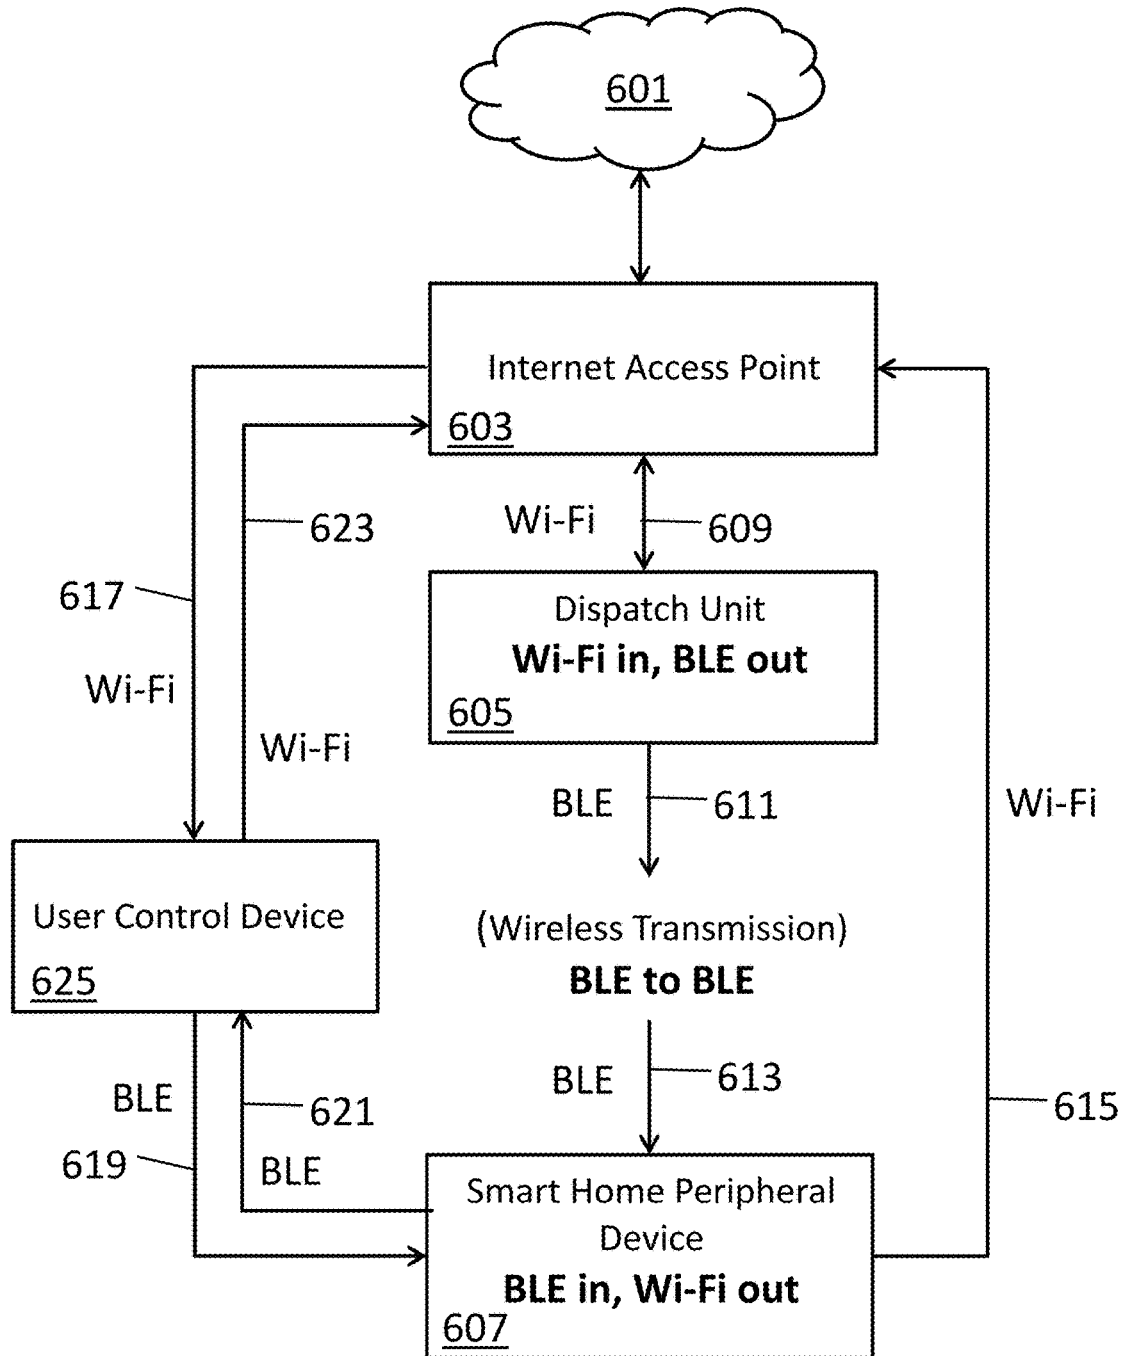 601
Internet Access Point
603
623
Wi-Fi
609
617
Dispatch Unit
Wi-Fi in, BLE out
605
Wi-Fi
Wi-Fi
BLE
611
Wi-Fi
User Control Device
625
(Wireless Transmission)
BLE to BLE
BLE
621
BLE
613
615
619
BLE
Smart Home Peripheral
Device
BLE in, Wi-Fi out
607